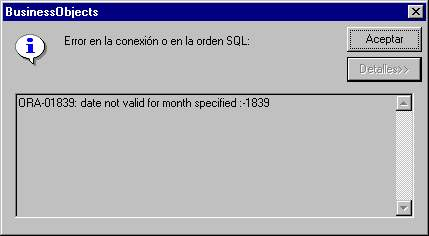 BusinessObjects
Error en la conexión o en la orden SQL:
Aceptar
Detalles>>
ORA-01839: date not valid for month specified :-1839